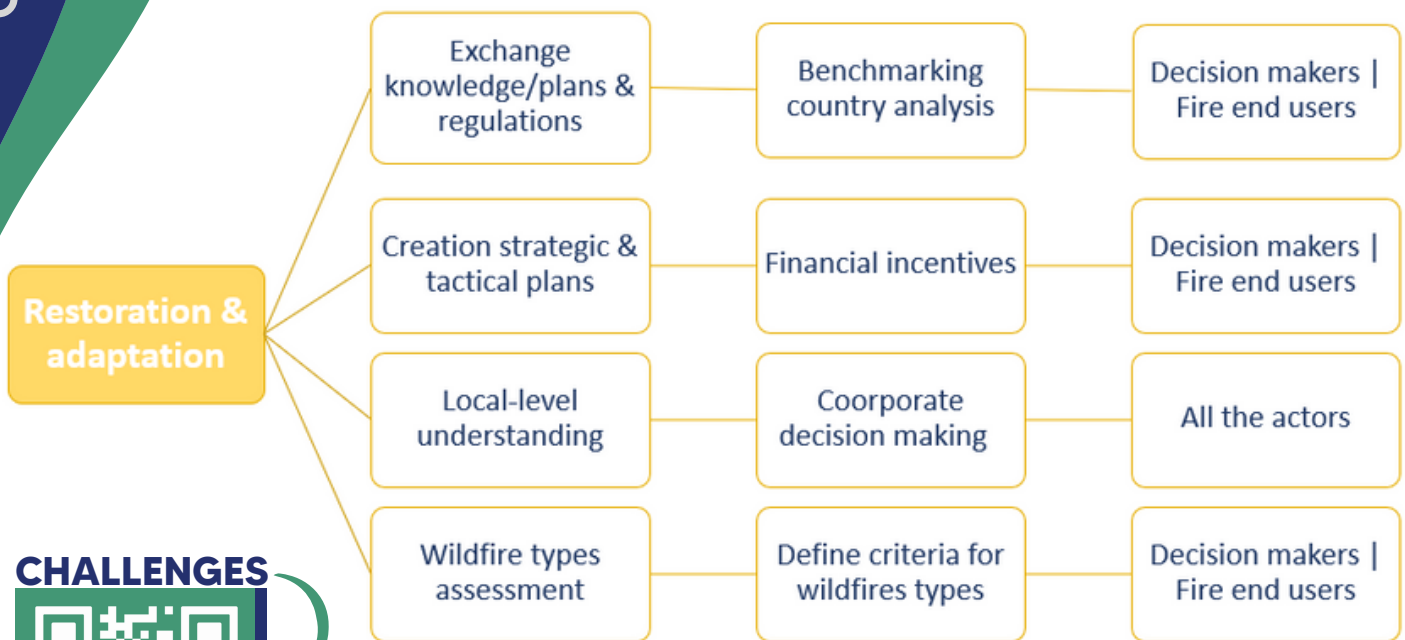 Restoration &
adaptation
Exchange
knowledge/plans &
regulations
Benchmarking
country analysis
Decision makers |
Fire end users
Creation strategic &
tactical plans
Financial incentives
Decision makers |
Fire end users
Local-level
understanding
Coorporate
decision making
All the actors
Wildfire types
assessment
Define criteria for
wildfires types
Decision makers |
Fire end users
CHALLENGES